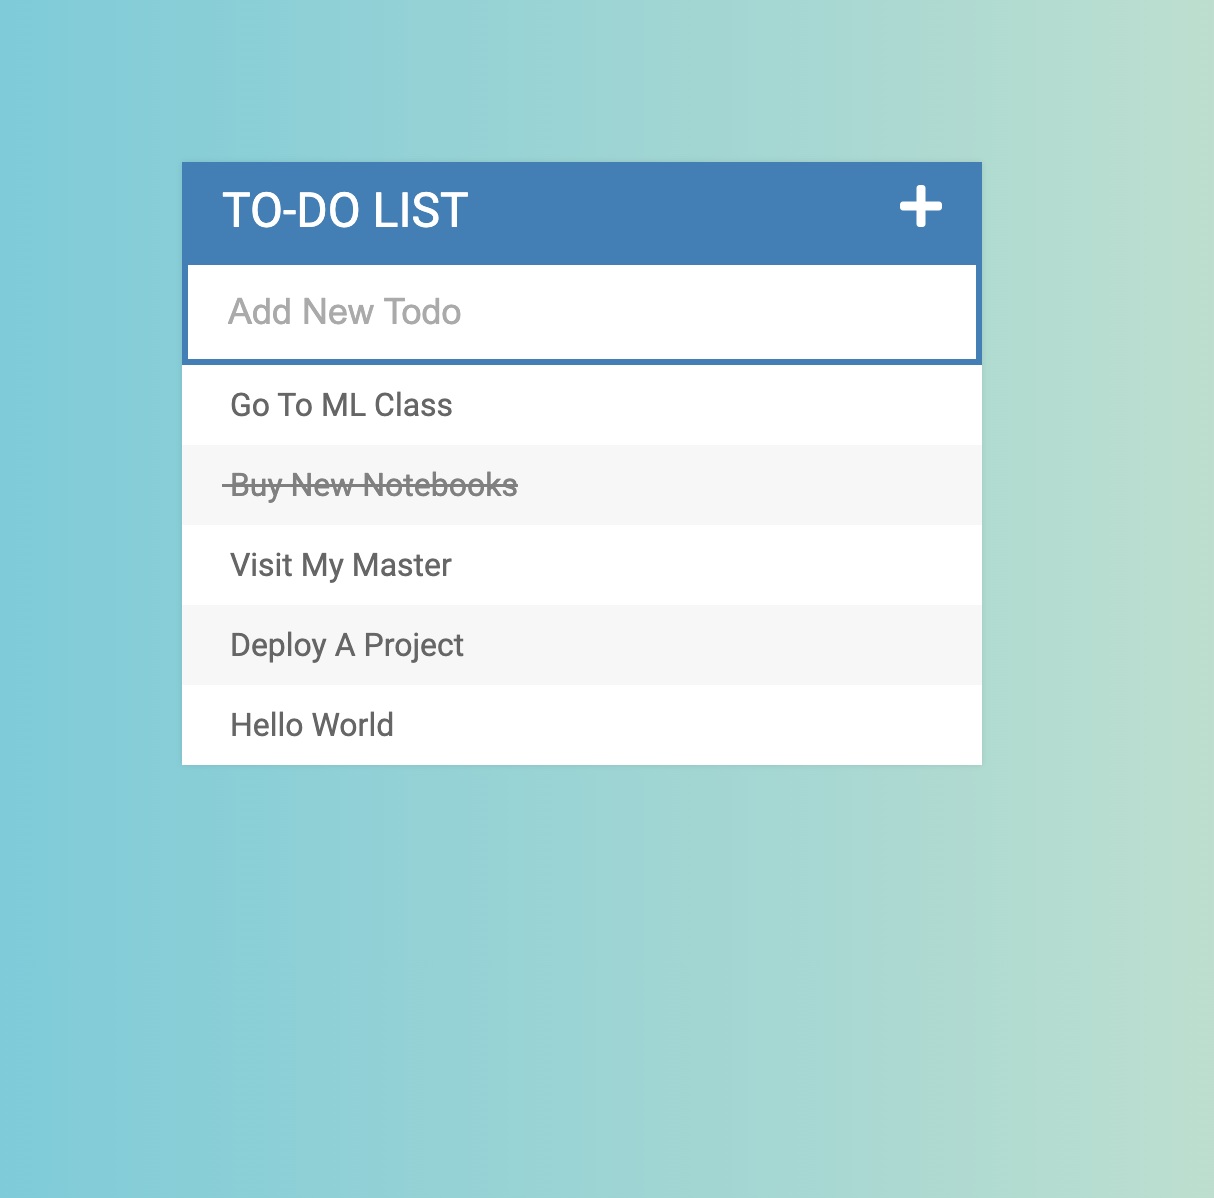 TO-DO LIST
Add New Todo
Go To ML Class
Buy New Notebooks
Visit My Master
Deploy A Project
Hello World